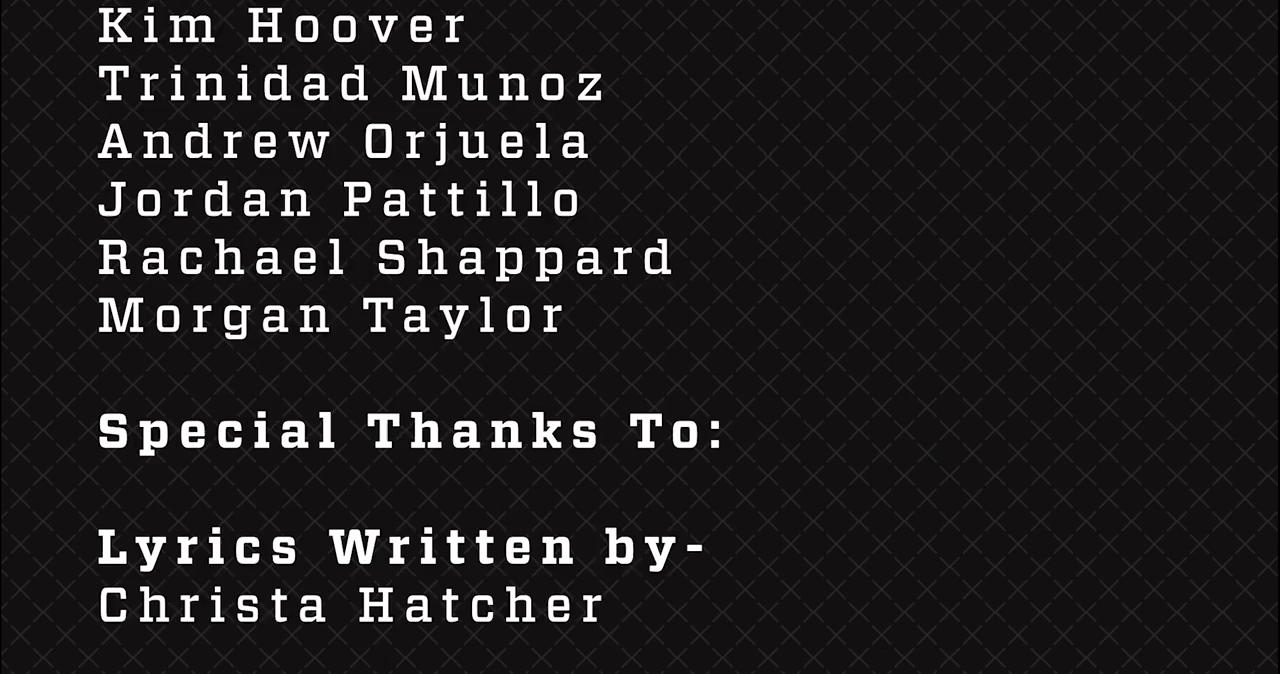 Kim Hoover
Trinidad Munoz
Andrew Orjuela
Jordan Pattillo
Rachael Shappard
Morgan Taylor
Special Thanks To:
Lyrics Written by-
Christa Hatcher